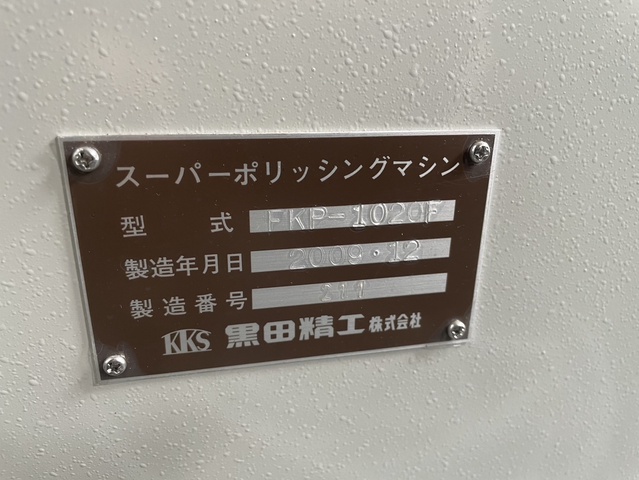 スーパーポリッシングマシン
型 式 FKP-1020F
製造年月日 2009・12
製造番号 211
KKS 黒田精工株式会社